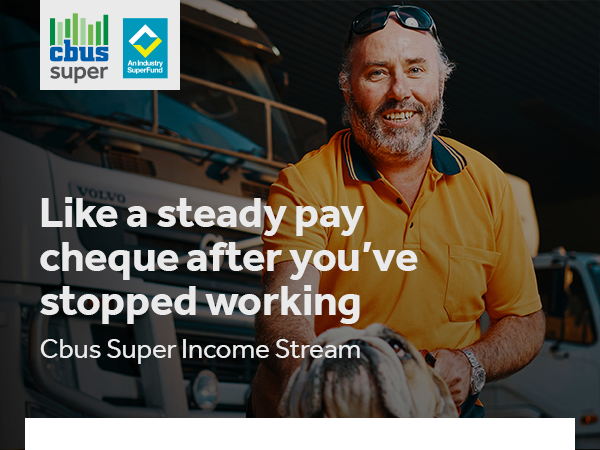 cbus
super
An Industry
SuperFund
VOLVO
Like a steady pay
cheque after you've
stopped working
Cbus Super Income Stream